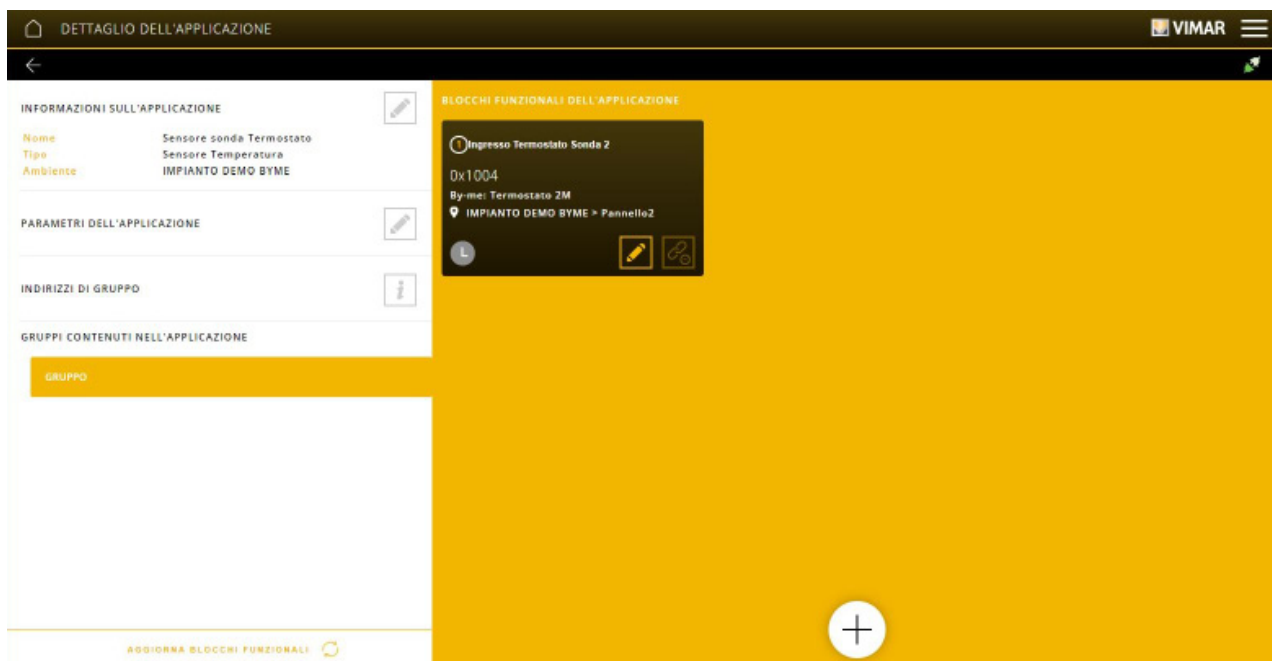 DETTAGLIO DELL'APPLICAZIONE
VIMAR
INFORMAZIONI SULL'APPLICAZIONE
Nome Sensore sonda Termostato
Tipo Sensore Temperatura
Ambiente IMPIANTO DEMO BYME
PARAMETRI DELL'APPLICAZIONE
INDIRIZZI DI GRUPPO
GRUPPI CONTENUTI NELL'APPLICAZIONE
GRUPPO
AGGIORNA BLOCCHI FUNZIONALI
BLOCCHI FUNZIONALI DELL'APPLICAZIONE
1 Ingresso Termostato Sonda 2
0x1004
By-me: Termostato 2M
IMPIANTO DEMO BYME > Pannello2
L